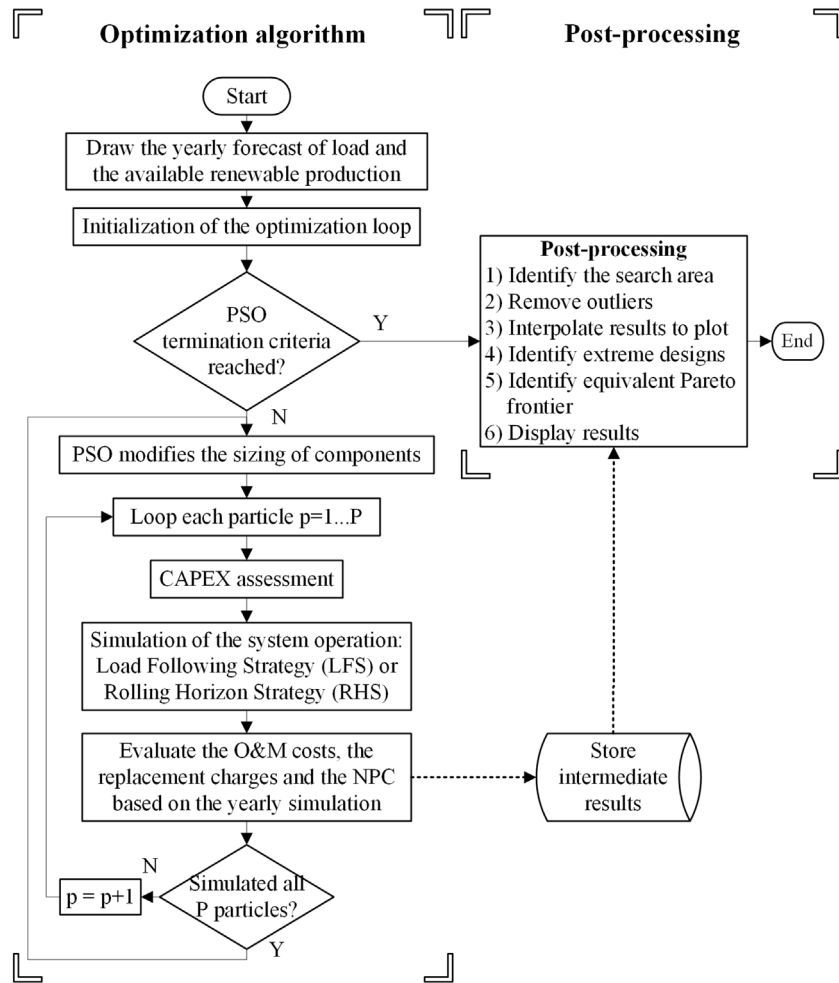 Optimization algorithm
Post-processing
Start
Draw the yearly forecast of load and
the available renewable production
Initialization of the optimization loop
PSO
termination criteria
reached?
Y
N
PSO modifies the sizing of components
Loop each particle p=1...P
CAPEX assessment
Simulation of the system operation:
Load Following Strategy (LFS) or
Rolling Horizon Strategy (RHS)
Evaluate the O&M costs, the
replacement charges and the NPC
based on the yearly simulation
Simulated all
P particles?
N
p = p+1
Y
Post-processing
1) Identify the search area
2) Remove outliers
3) Interpolate results to plot
4) Identify extreme designs
5) Identify equivalent Pareto
frontier
6) Display results
End
Store
intermediate
results